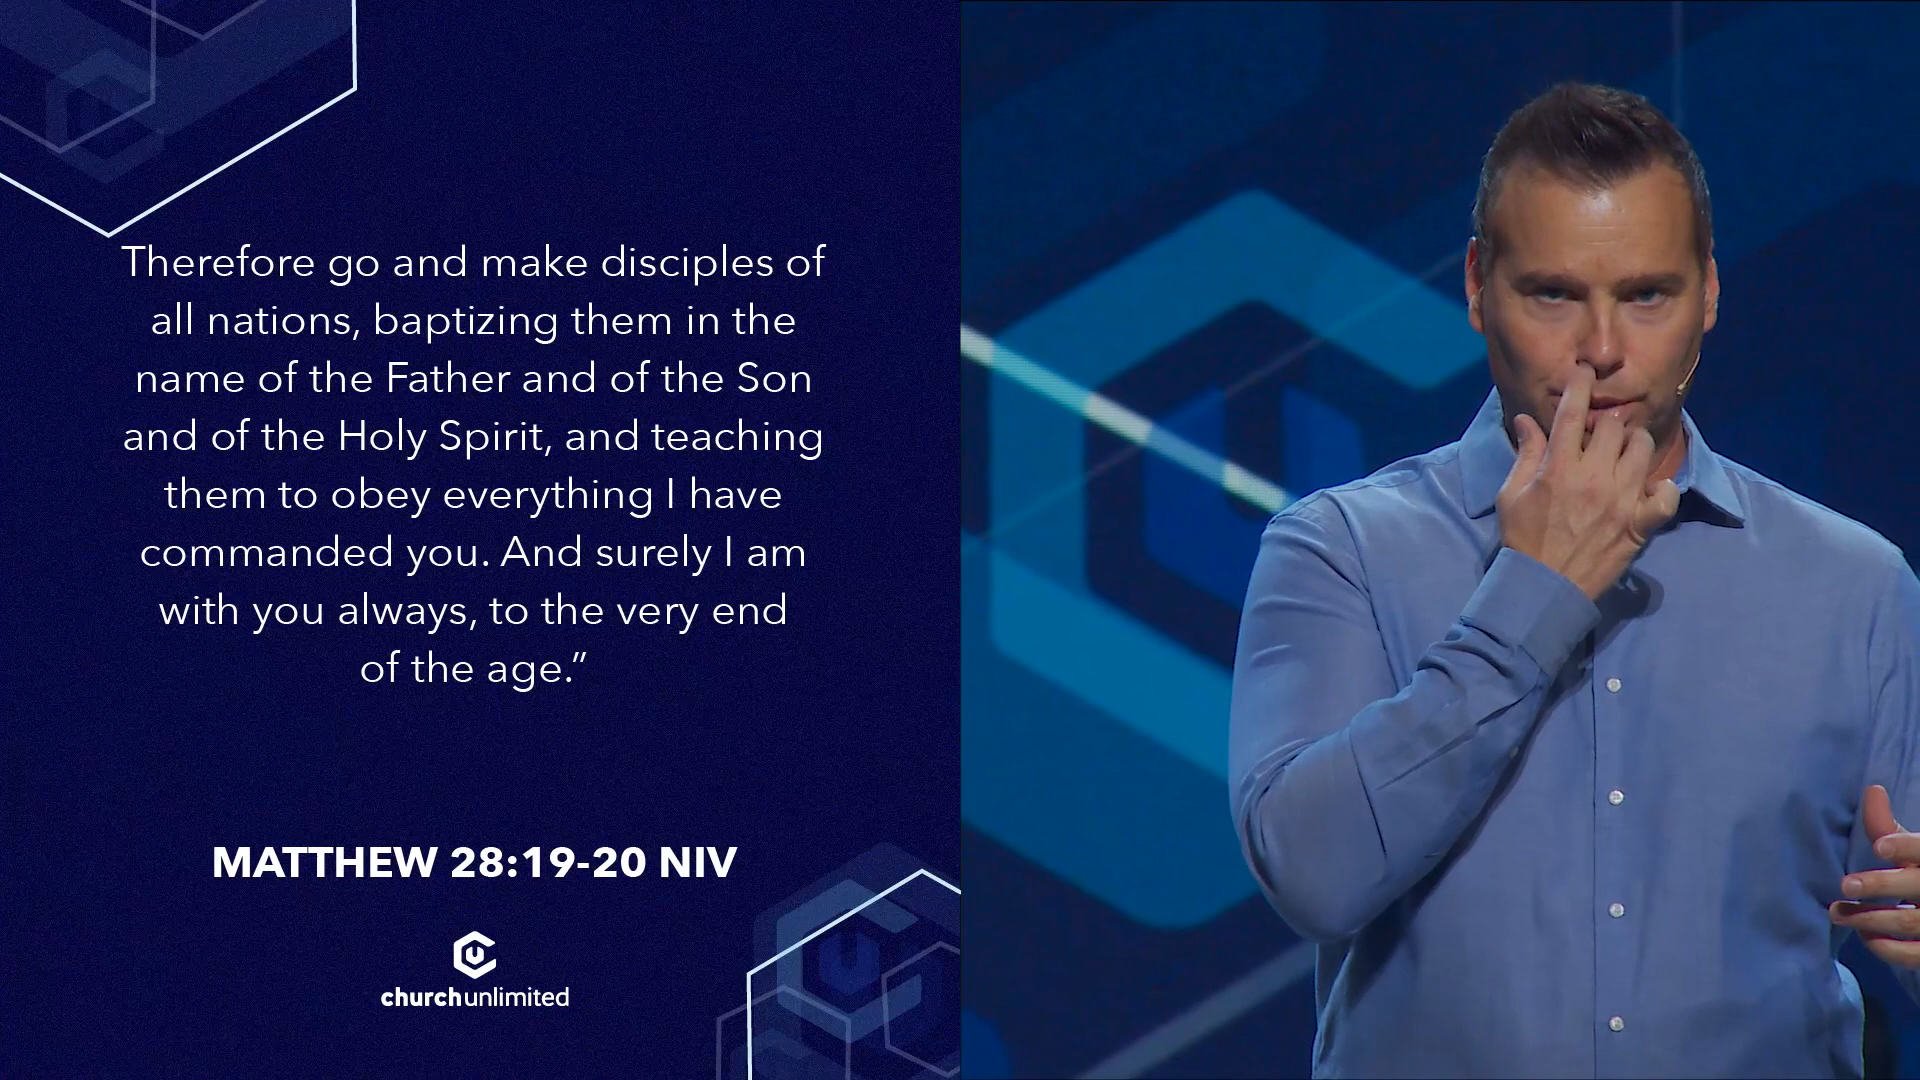 Therefore go and make disciples of
all nations, baptizing them in the
name of the Father and of the Son
and of the Holy Spirit, and teaching
them to obey everything I have
commanded you. And surely I am
with you always, to the very end
of the age.”
MATTHEW 28:19-20 NIV
churchunlimited